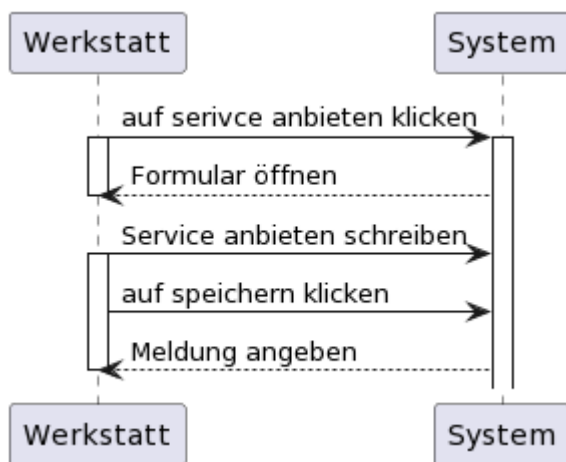 Werkstatt
System
auf serivce anbieten klicken
Formular öffnen
Service anbieten schreiben
auf speichern klicken
Meldung angeben
Werkstatt
System